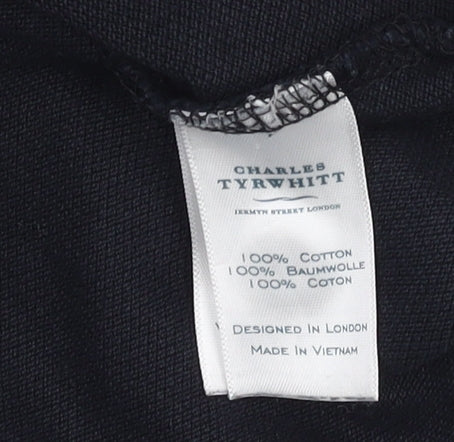 CHARLES
TYRWHITT
JERMYN STREET LONDON
100% COTTON
100% BAUMWOLLE
100% COTON
DESIGNED IN LONDON
MADE IN VIETNAM